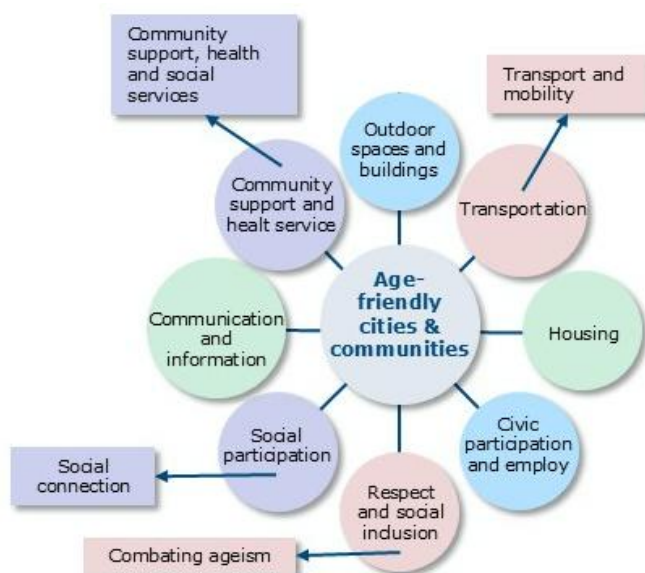 Community
support, health
and social
services
Transport and
mobility
Outdoor
spaces and
buildings
Community
support and
healt service
Transportation
Age-
friendly
cities &
communities
Communication
and
information
Housing
Social
participation
Civic
participation
and employ
Social
connection
Respect
and social
inclusion
Combating ageism